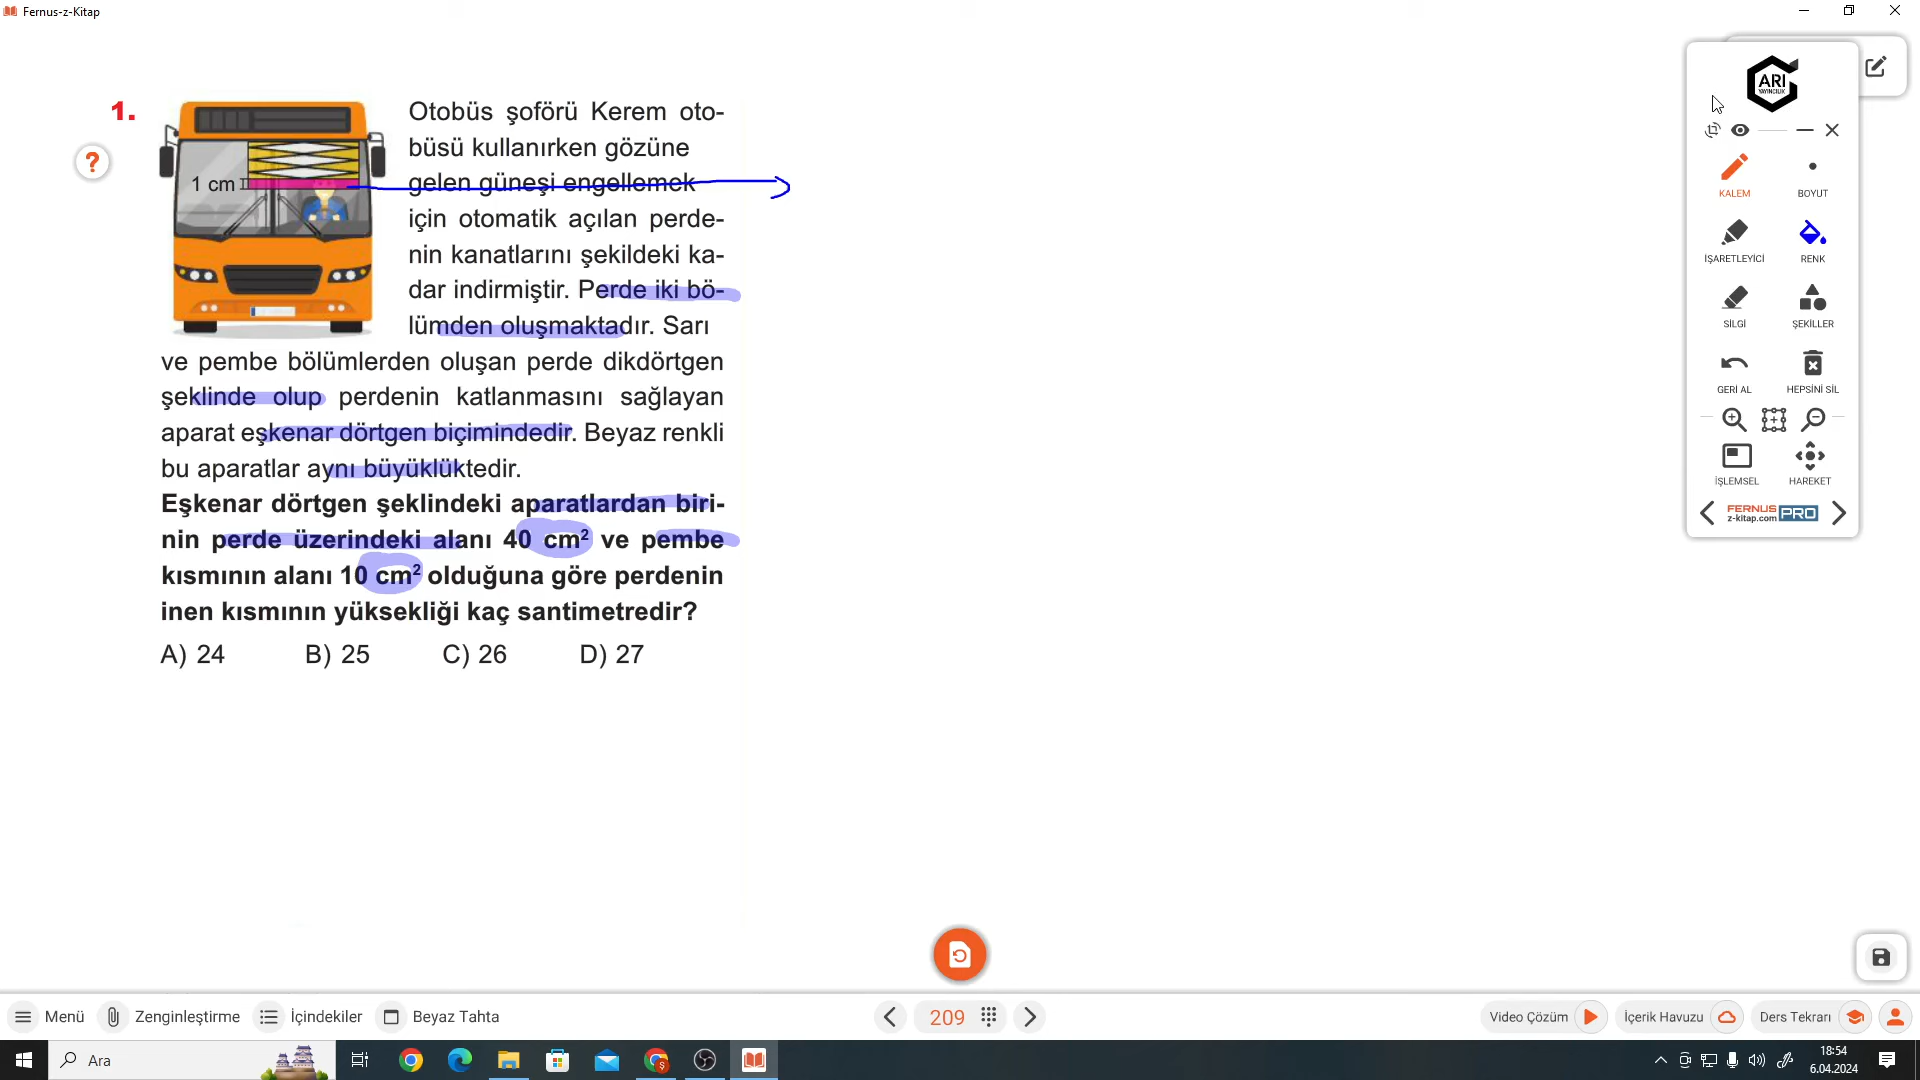 Fernus-z-Kitap
ARI
YAYINCILIK
1.
Otobüs şoförü Kerem oto-
büsü kullanırken gözüne
gelen güneşi engellemek
için otomatik açılan perde-
nin kanatlarını şekildeki ka-
dar indirmiştir. Perde iki bö-
lümden oluşmaktadır. Sarı
ve pembe bölümlerden oluşan perde dikdörtgen
şeklinde olup perdenin katlanmasını sağlayan
aparat eşkenar dörtgen biçimindedir. Beyaz renkli
bu aparatlar aynı büyüklüktedir.
Eşkenar dörtgen şeklindeki aparatlardan biri-
nin perde üzerindeki alanı 40 cm² ve pembe
kısmının alanı 10 cm² olduğuna göre perdenin
inen kısmının yüksekliği kaç santimetredir?
A) 24 B) 25 C) 26 D) 27
1 cm
?
KALEM BOYUT
İŞARETLEYİCİ RENK
SİLGİ ŞEKİLLER
GERİ AL HEPSİNİ SİL
İŞLEMSEL HAREKET
FERNUS
z-kitap.com PRO
Menü Zenginleştirme İçindekiler Beyaz Tahta 209 Video Çözüm İçerik Havuzu Ders Tekrarı
Ara
18:54
6.04.2024